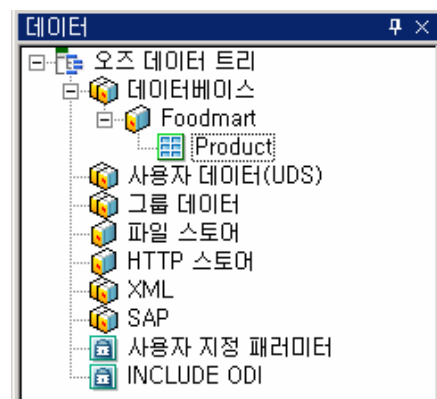 데이터
오즈 데이터 트리
데이터베이스
Foodmart
Product
사용자 데이터(UDS)
그룹 데이터
파일 스토어
HTTP 스토어
XML
SAP
사용자 지정 패러미터
INCLUDE ODI